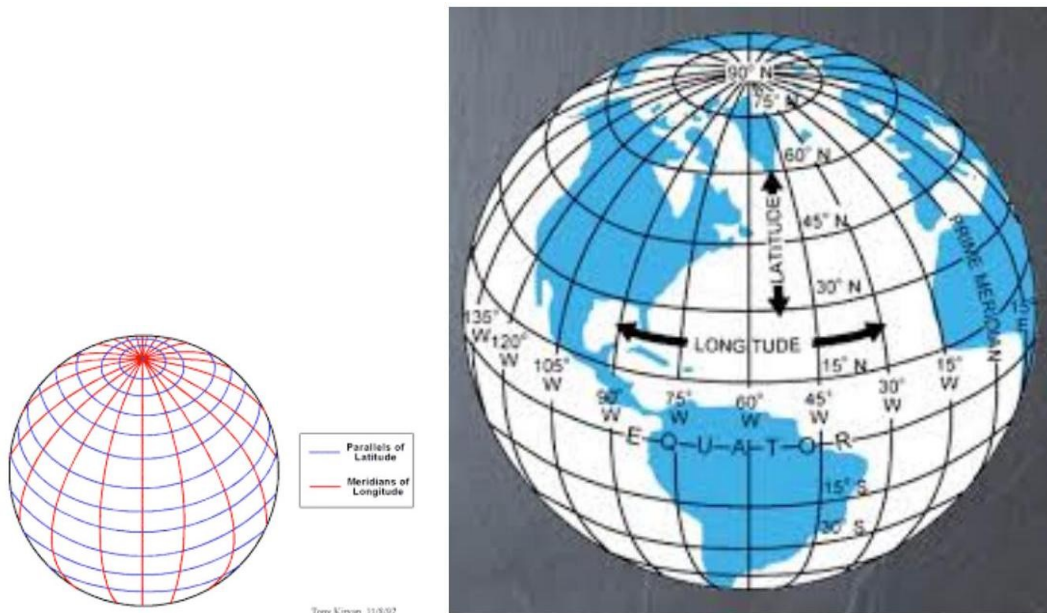 Parallels of
Latitude
Meridians of
Longitude
90° N
75° N
60° N
45° N
30° N
15° N
LATITUDE
LONGITUDE
PRIME MERIDIAN
135°
W
120°
W
105°
W
90°
W
75°
W
60°
W
45°
W
30°
W
15°
W
15°
E
E-Q-U-A-T-O-R
15° S
30° S